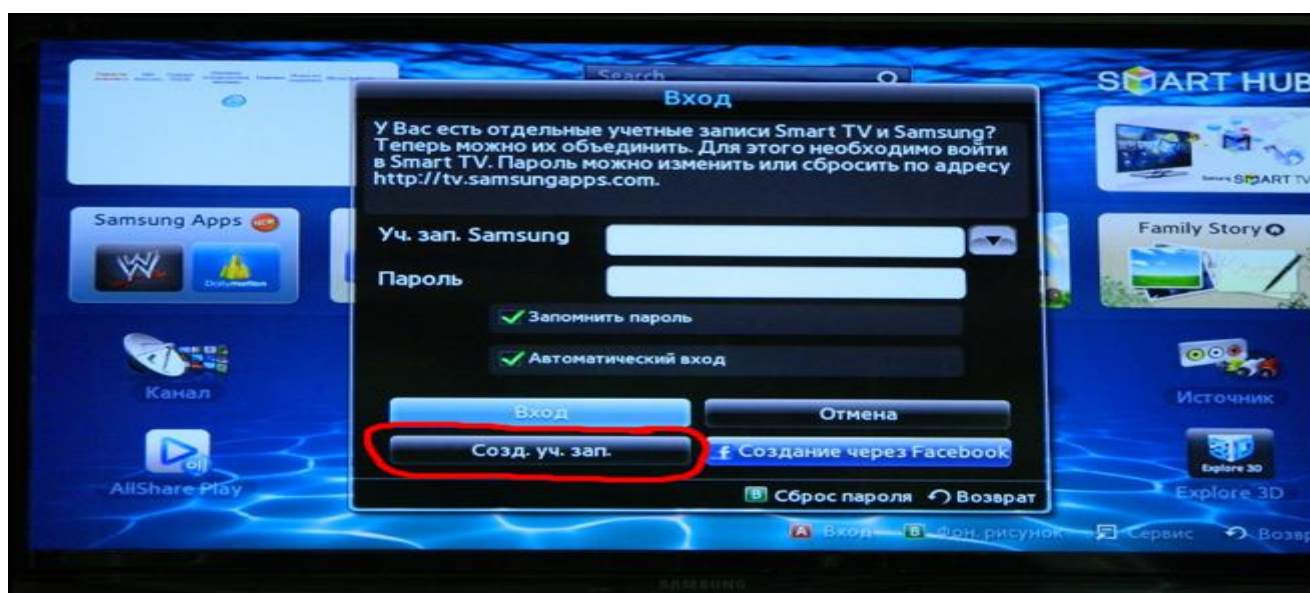 Search
SMART HUB
Вход
У Вас есть отдельные учетные записи Smart TV и Samsung?
Теперь можно их объединить. Для этого необходимо войти
в Smart TV. Пароль можно изменить или сбросить по адресу
http://tv.samsungapps.com.
SMART TV
Samsung Apps
Уч. зап. Samsung
Family Story
W
Dailymotion
Пароль
Запомнить пароль
Автоматический вход
Канал
Источник
Вход
Отмена
Созд. уч. зап.
f Создание через Facebook
Explore 3D
AllShare Play
Explore 3D
B Сброс пароля
Возврат
A Вход
B Фон. рисунок
Сервис
Возвр
SAMSUNG